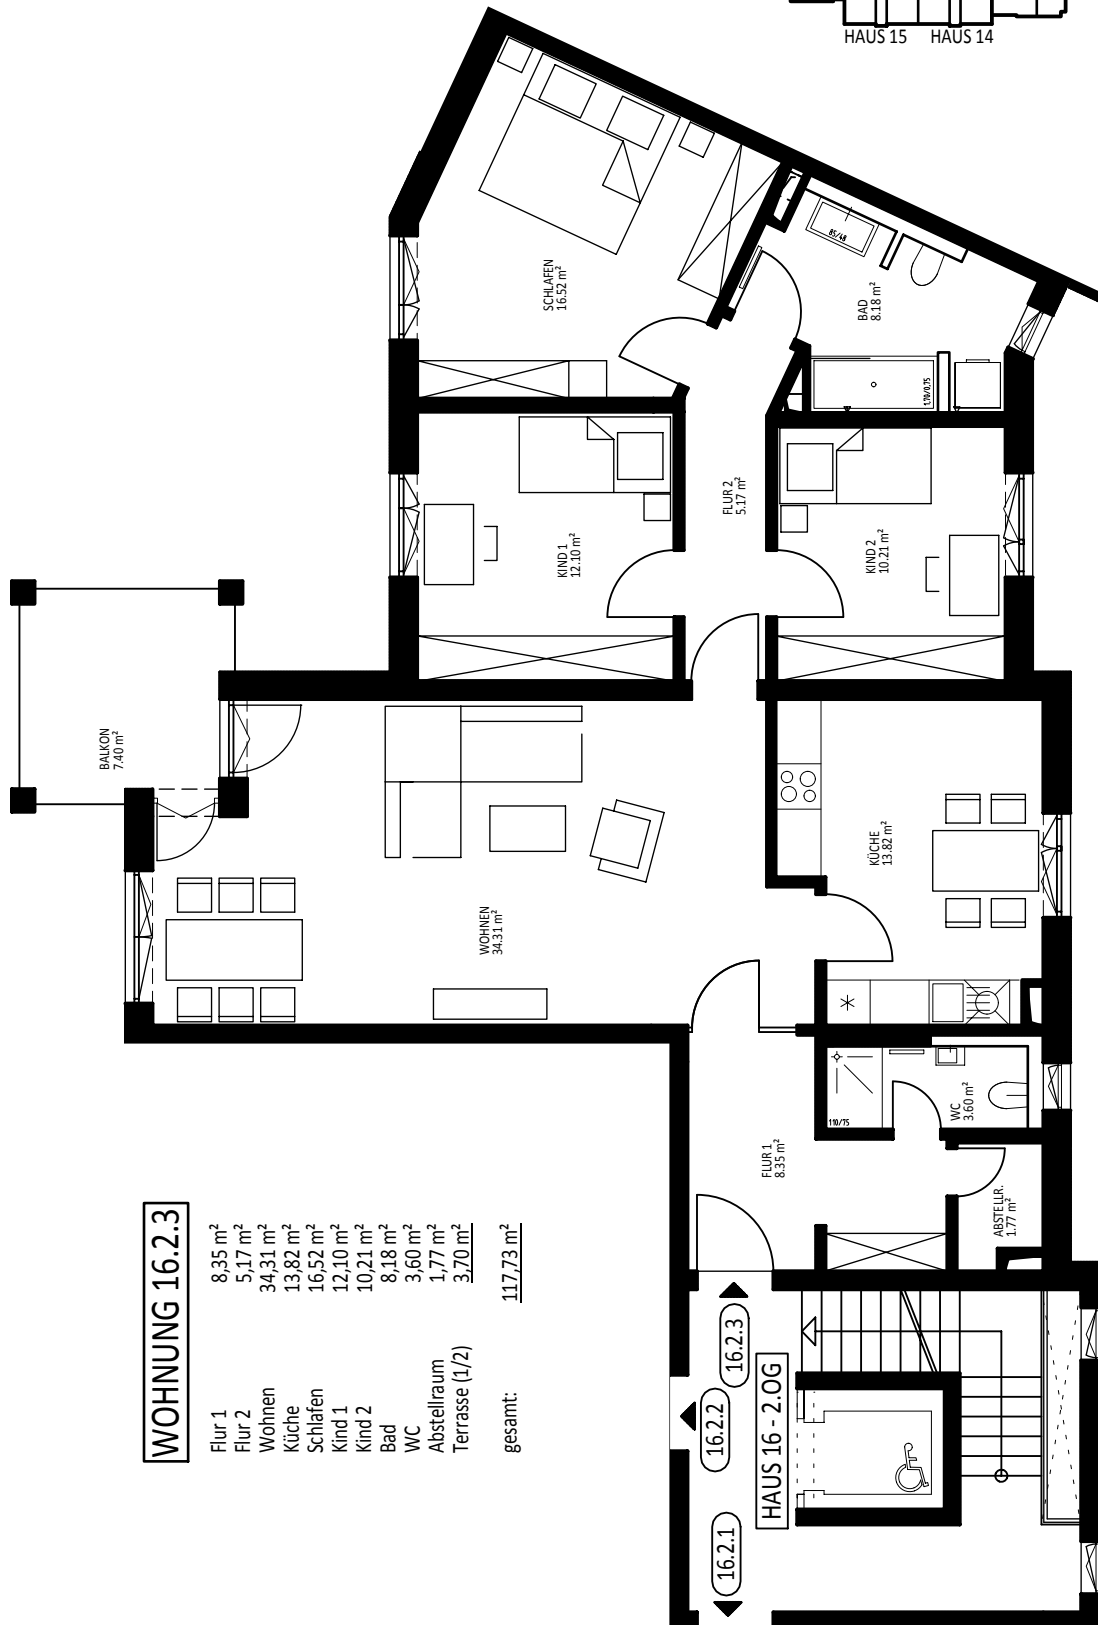 HAUS 15 HAUS 14
SCHLAFEN
16.52 m²
85/48
BAD
8.18 m²
1.70/0.75
KIND 1
12.10 m²
FLUR 2
5.17 m²
KIND 2
10.21 m²
BALKON
7.40 m²
WOHNEN
34.31 m²
KÜCHE
13.82 m²
WC
3.60 m²
110/75
FLUR 1
8.35 m²
ABSTELLR.
1.77 m²
WOHNUNG 16.2.3
Flur 1 8,35 m²
Flur 2 5,17 m²
Wohnen 34,31 m²
Küche 13,82 m²
Schlafen 16,52 m²
Kind 1 12,10 m²
Kind 2 10,21 m²
Bad 8,18 m²
WC 3,60 m²
Abstellraum 1,77 m²
Terrasse (1/2) 3,70 m²
gesamt: 117,73 m²
16.2.3
16.2.2
16.2.1
HAUS 16 - 2.OG